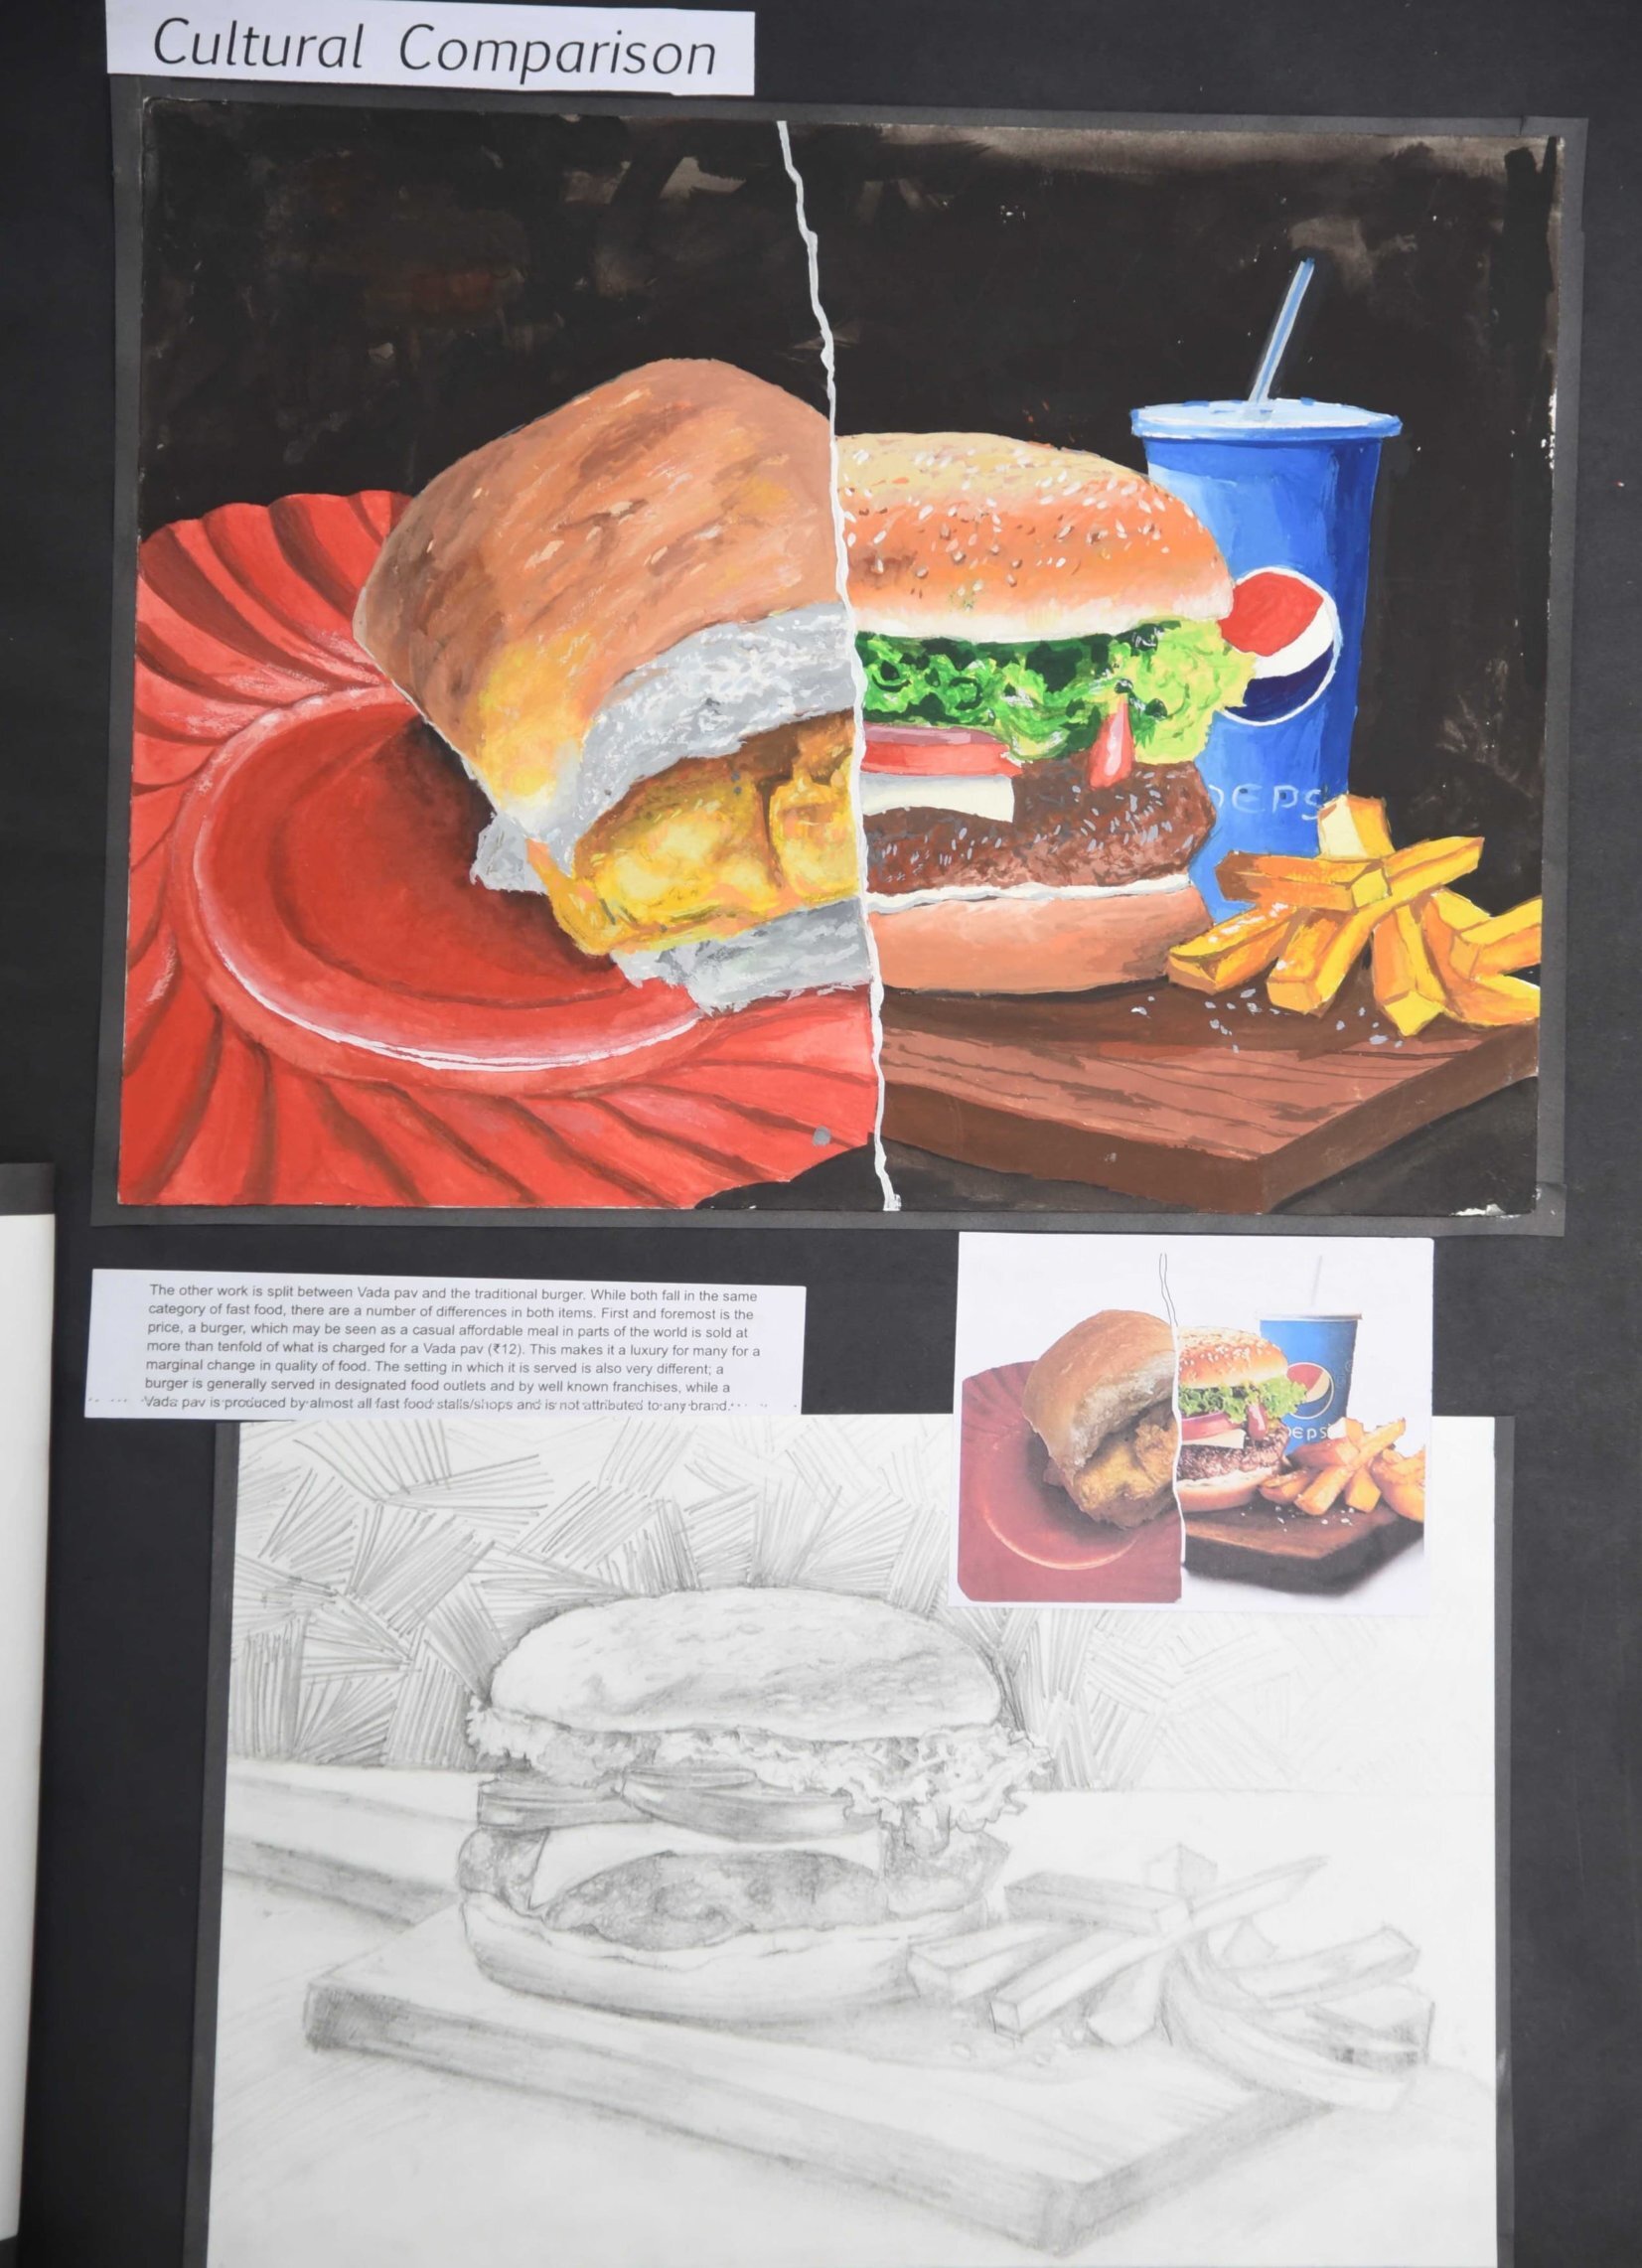 Cultural Comparison
PEPS
The other work is split between Vada pav and the traditional burger. While both fall in the same
category of fast food, there are a number of differences in both items. First and foremost is the
price, a burger, which may be seen as a casual affordable meal in parts of the world is sold at
more than tenfold of what is charged for a Vada pav (₹12). This makes it a luxury for many for a
marginal change in quality of food. The setting in which it is served is also very different; a
burger is generally served in designated food outlets and by well known franchises, while a
Vada pav is produced by almost all fast food stalls/shops and is not attributed to any brand.
PEPS